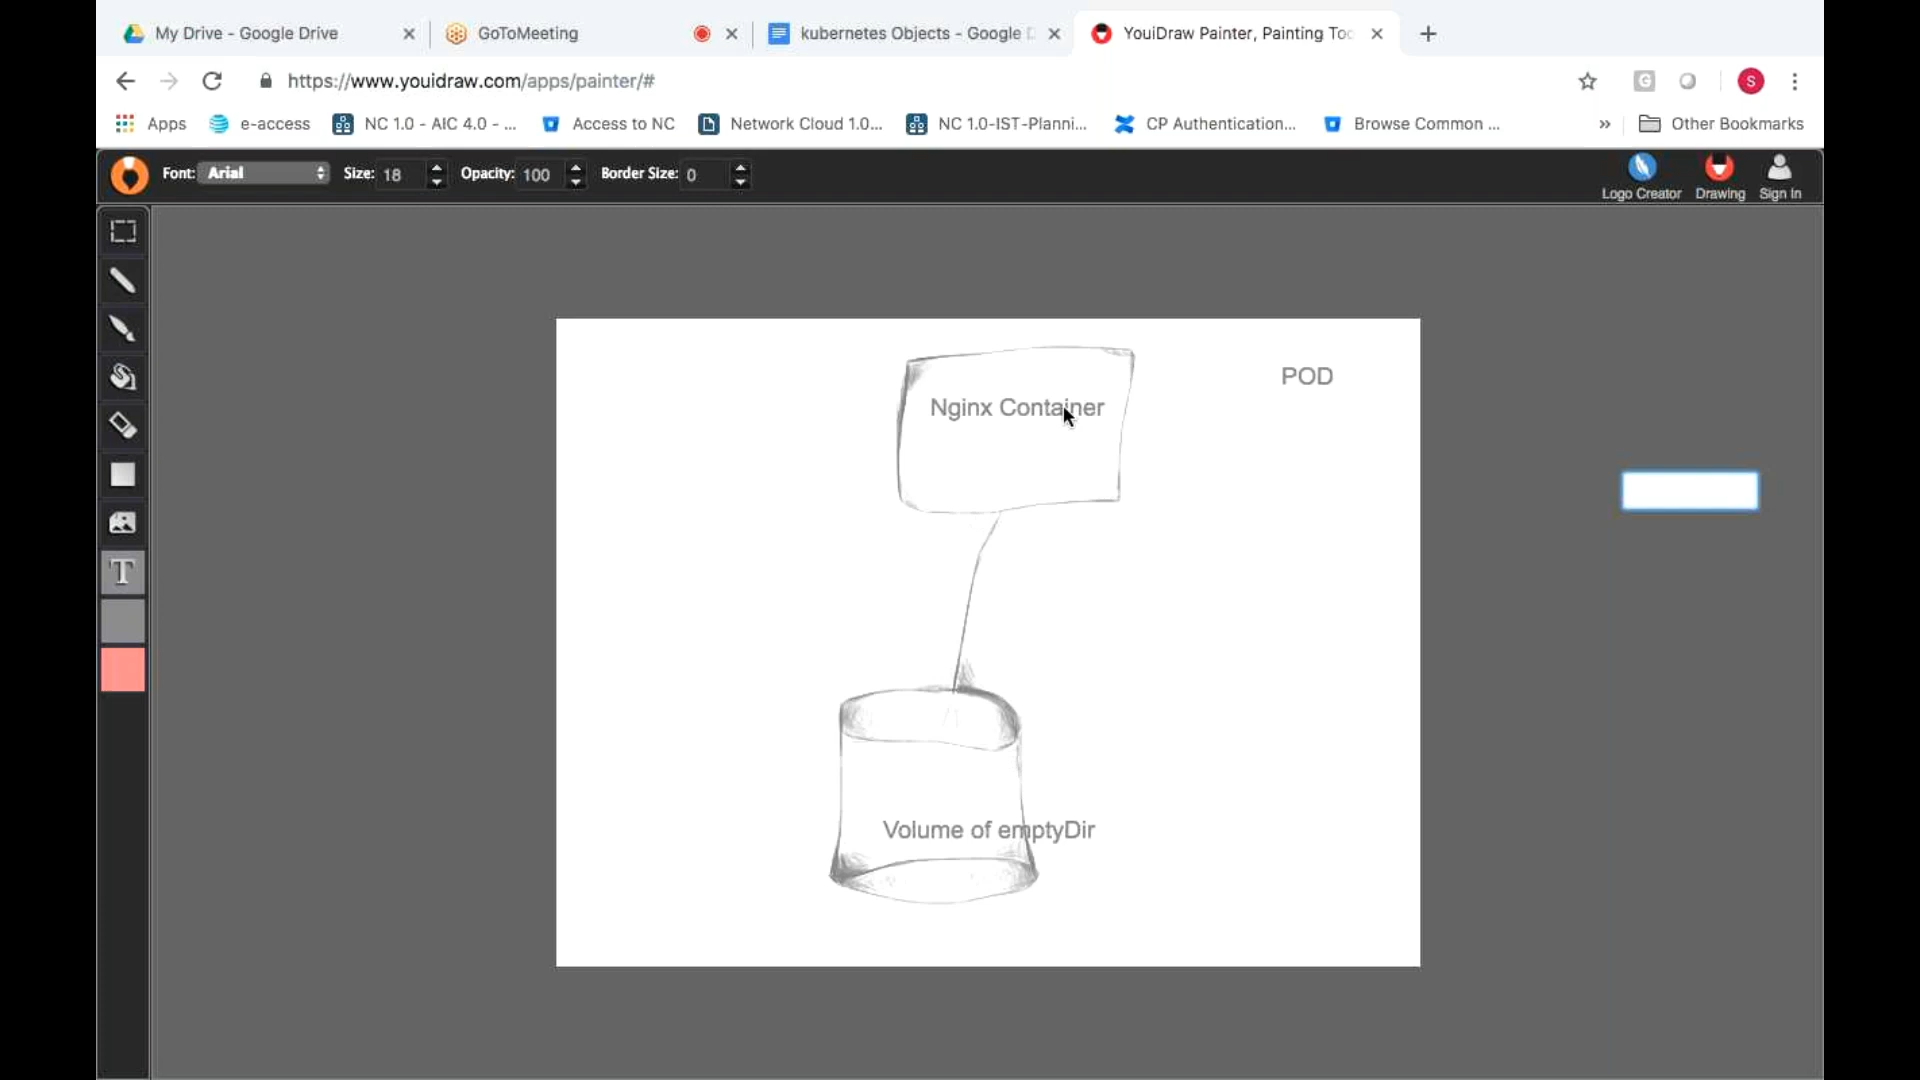 My Drive - Google Drive
GoToMeeting
kubernetes Objects - Google D
YouiDraw Painter, Painting Too
https://www.youidraw.com/apps/painter/#
G
S
Apps
e-access
NC 1.0 - AIC 4.0 - ...
Access to NC
Network Cloud 1.0...
NC 1.0-IST-Planni...
CP Authentication...
Browse Common ...
»
Other Bookmarks
Font: Arial
Size: 18
Opacity: 100
Border Size: 0
Logo Creator
Drawing
Sign In
T
POD
Nginx Container
Volume of emptyDir